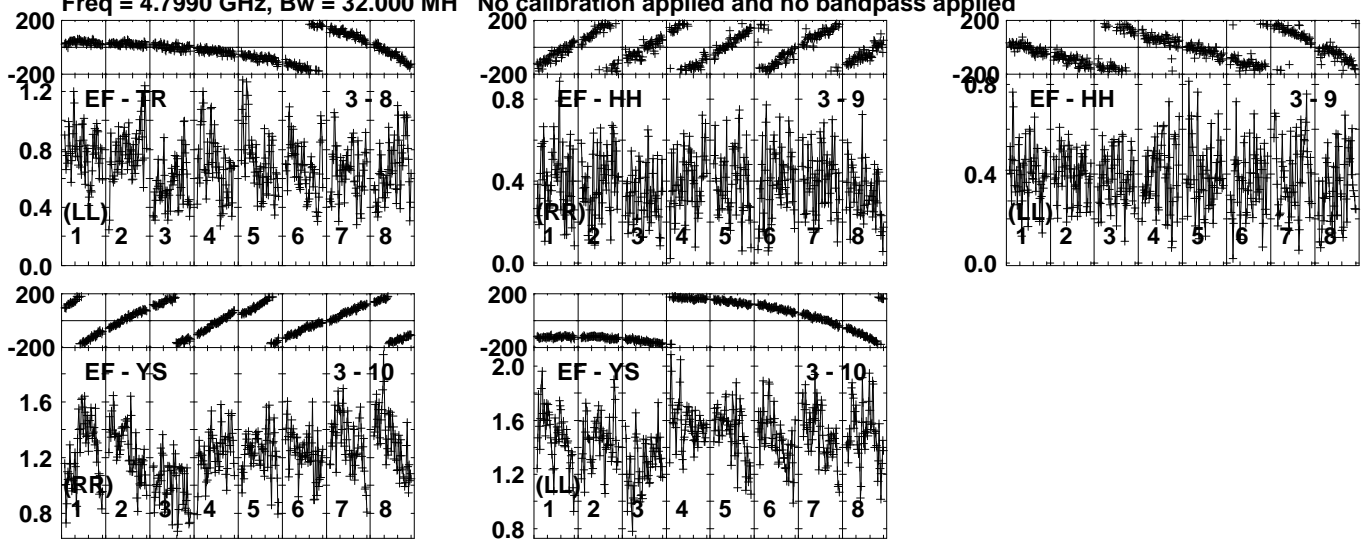 Freq = 4.7990 GHz, Bw = 32.000 MH No calibration applied and no bandpass applied
200
-200
1.2
0.8
0.4
0.0
EF - TR 3 - 8
(LL)
1 2 3 4 5 6 7 8
200
-200
0.8
0.4
0.0
EF - HH 3 - 9
(RR)
1 2 3 4 5 6 7 8
200
-200
0.8
0.4
0.0
EF - HH 3 - 9
(LL)
1 2 3 4 5 6 7 8
200
-200
1.6
1.2
0.8
EF - YS 3 - 10
(RR)
1 2 3 4 5 6 7 8
200
-200
2.0
1.6
1.2
0.8
EF - YS 3 - 10
(LL)
1 2 3 4 5 6 7 8